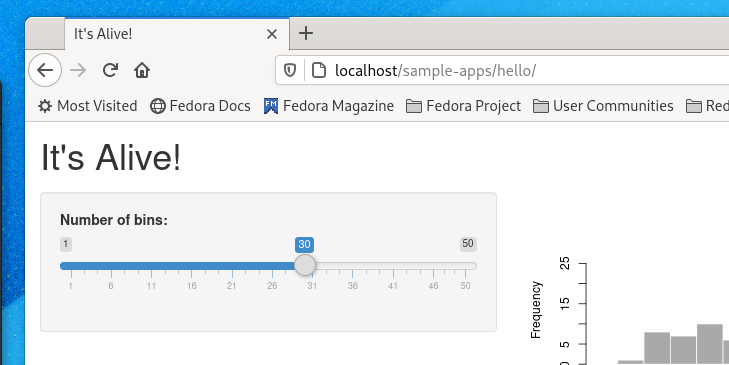 It's Alive!
localhost/sample-apps/hello/
Most Visited Fedora Docs FM Fedora Magazine Fedora Project User Communities Red
It's Alive!
Number of bins:
1 30 50
1 6 11 16 21 26 31 36 41 46 50
Frequency
25
15
5
0